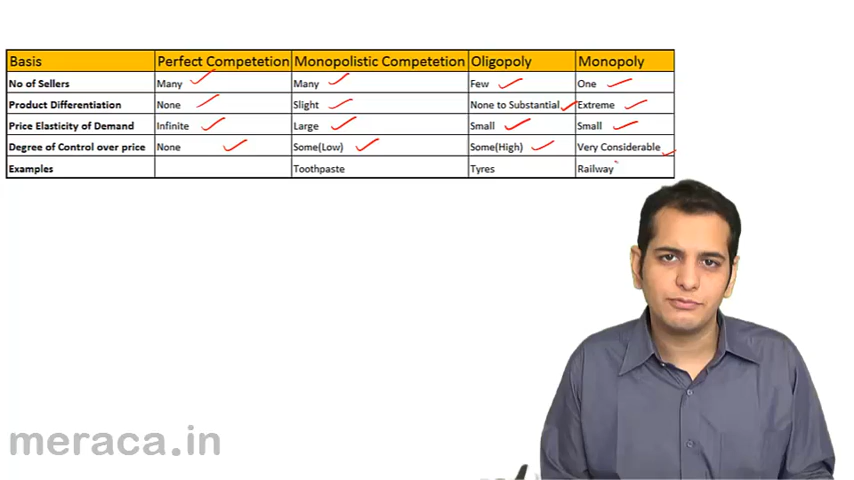 Basis Perfect Competetion Monopolistic Competetion Oligopoly Monopoly
No of Sellers Many Many Few One
Product Differentiation None Slight None to Substantial Extreme
Price Elasticity of Demand Infinite Large Small Small
Degree of Control over price None Some(Low) Some(High) Very Considerable
Examples Toothpaste Tyres Railway
meraca.in